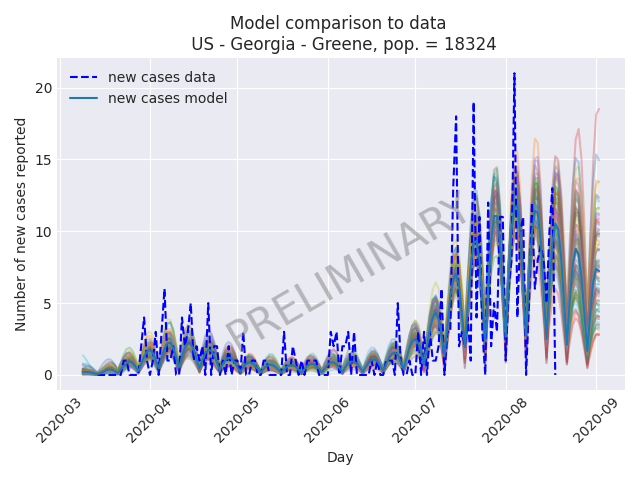 Model comparison to data
US - Georgia - Greene, pop. = 18324
new cases data
new cases model
PRELIMINARY
Number of new cases reported
20
15
10
5
0
2020-03
2020-04
2020-05
2020-06
2020-07
2020-08
2020-09
Day